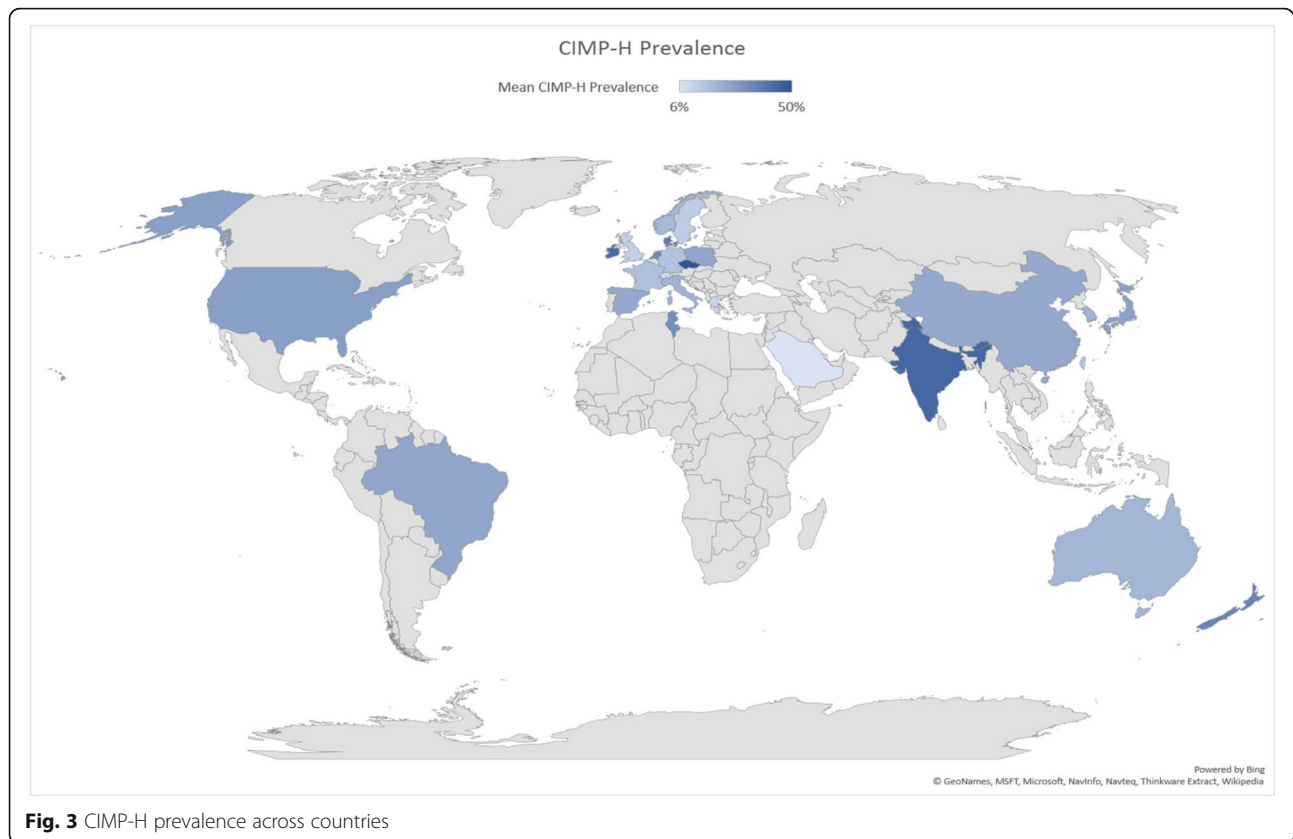 CIMP-H Prevalence
Mean CIMP-H Prevalence
6% 50%
Powered by Bing
© GeoNames, MSFT, Microsoft, NavInfo, Navteq, Thinkware Extract, Wikipedia
Fig. 3 CIMP-H prevalence across countries